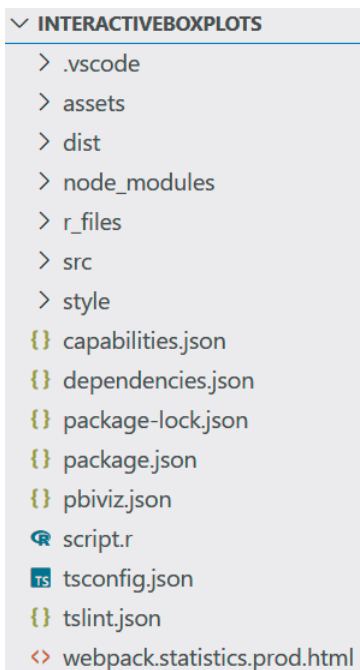 INTERACTIVEBOXPLOTS
.vscode
assets
dist
node_modules
r_files
src
style
{} capabilities.json
{} dependencies.json
{} package-lock.json
{} package.json
{} pbiviz.json
R script.r
TS tsconfig.json
{} tslint.json
<> webpack.statistics.prod.html